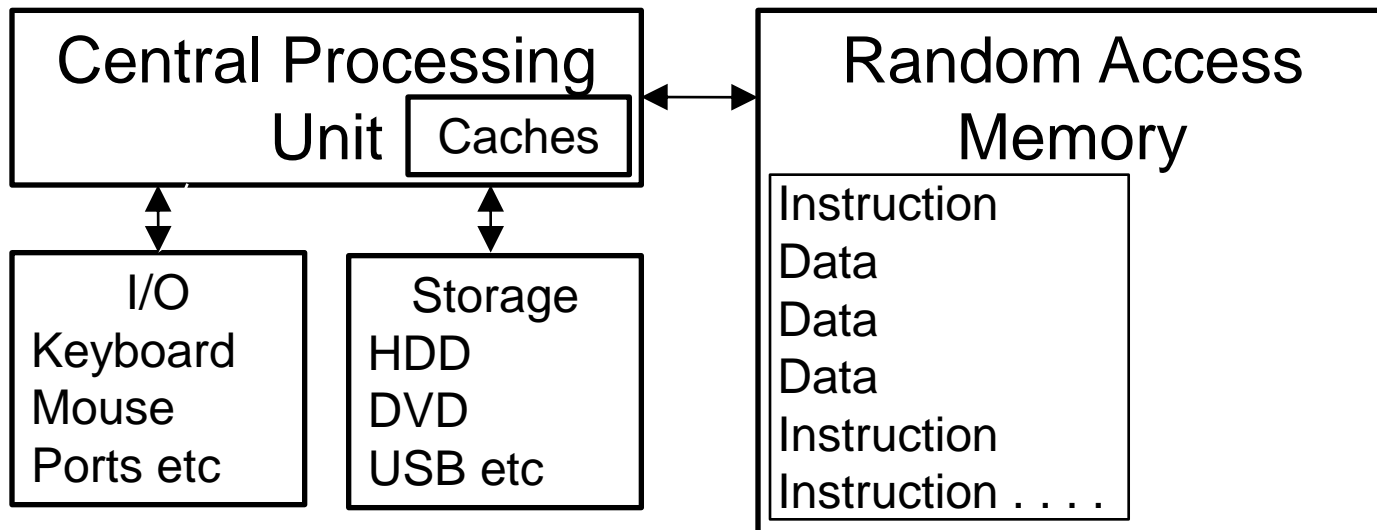 Central Processing
Unit
Caches
Random Access
Memory
Instruction
Data
Data
Data
Instruction
Instruction . . . .
I/O
Keyboard
Mouse
Ports etc
Storage
HDD
DVD
USB etc